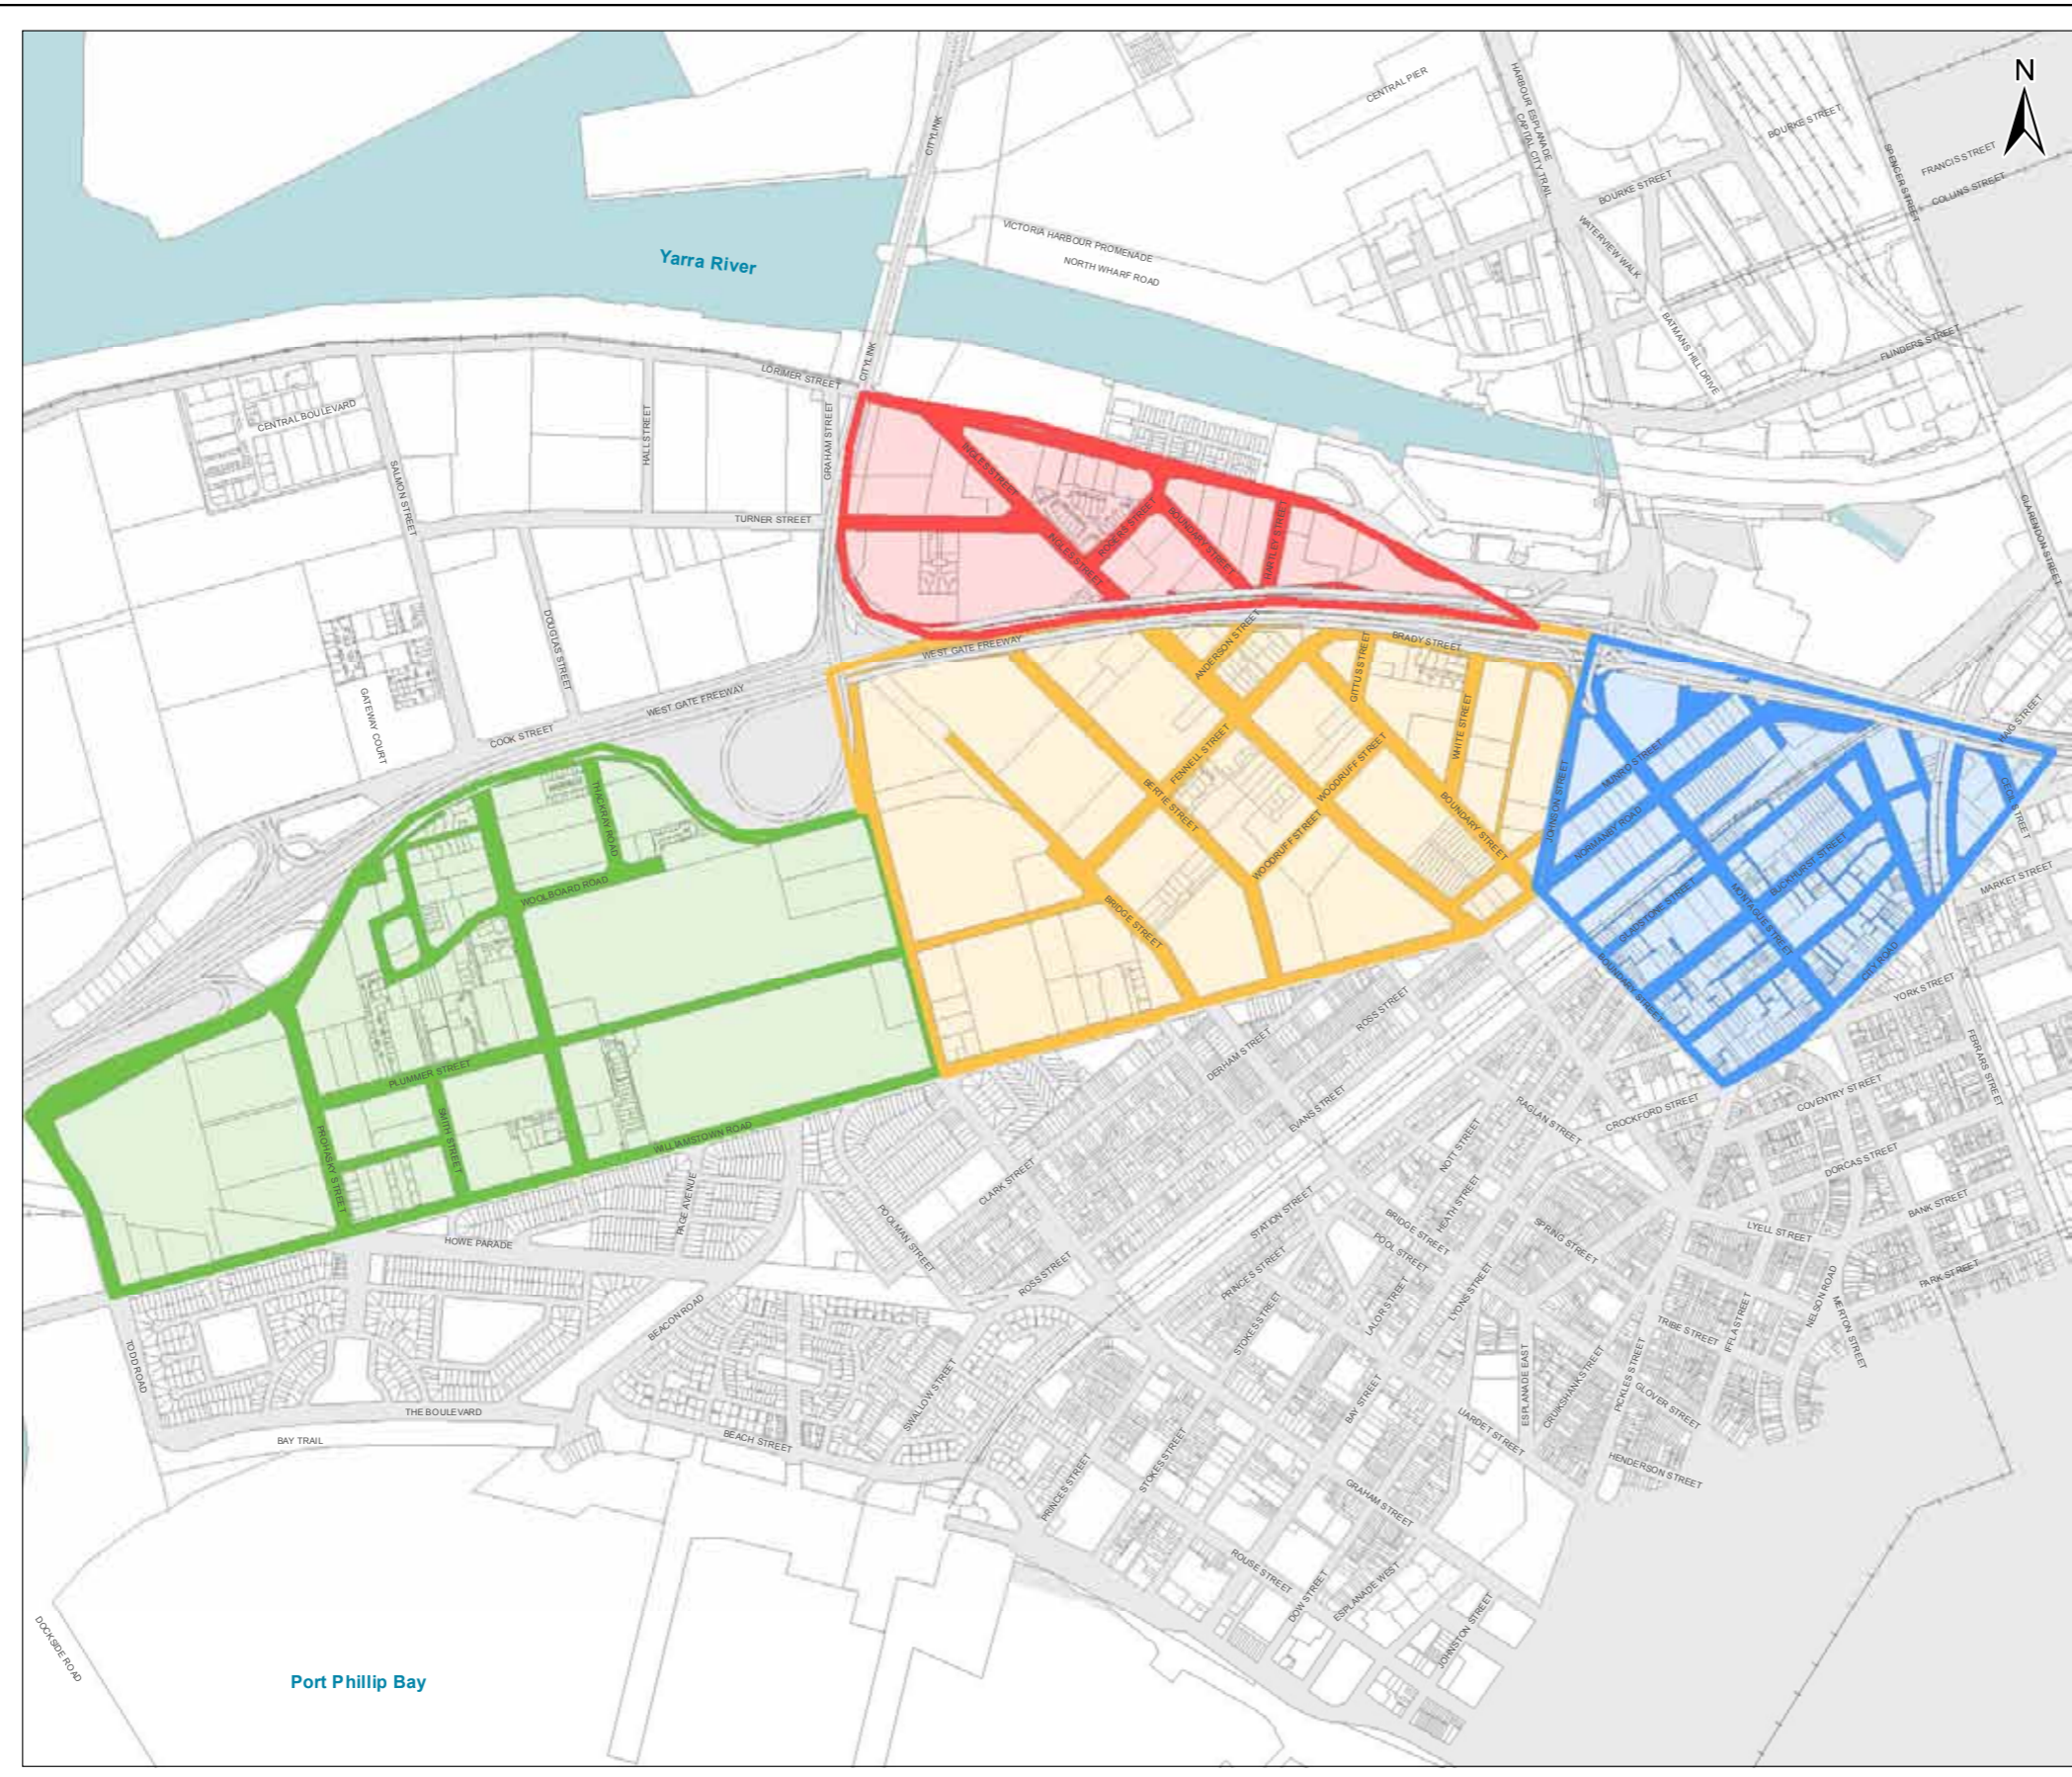 N
CENTRAL PIER
HARBOUR ESPLANADE
CAPITAL CITY TRAIL
BOURKE STREET
SPENCER STREET
FRANCIS STREET
COLLINS STREET
CITYLINK
BOURKE STREET
WATERVIEW WALK
VICTORIA HARBOUR PROMENADE
NORTH WHARF ROAD
Yarra River
BATMANS HILL DRIVE
FLINDERS STREET
CITYLINK
LORIMER STREET
CENTRAL BOULEVARD
HALL STREET
GRAHAM STREET
SALMON STREET
INGLES STREET
TURNER STREET
ROGERS STREET
BOUNDARY STREET
HARTLEY STREET
INGLES STREET
CLARENDON STREET
DOUGLAS STREET
GATEWAY COURT
WEST GATE FREEWAY
ANDERSON STREET
GITTUS STREET
BRADY STREET
WEST GATE FREEWAY
COOK STREET
WHITE STREET
FENNELL STREET
BERTIE STREET
WOODRUFF STREET
BOUNDARY STREET
JOHNSON STREET
MUNRO STREET
NORMANBY ROAD
THACKRAY ROAD
WOOLBOARD ROAD
WOODRUFF STREET
BRIDGE STREET
GLADSTONE STREET
BUCKHURST STREET
MONTAGUE STREET
CECIL STREET
MARKET STREET
CITY ROAD
BOUNDARY STREET
YORK STREET
FERRARS STREET
PLUMMER STREET
SMITH STREET
PROHASKY STREET
WILLIAMSTOWN ROAD
ROSS STREET
DERHAM STREET
EVANS STREET
RAGLAN STREET
CROCKFORD STREET
COVENTRY STREET
DORCAS STREET
BANK STREET
NOTT STREET
CLARK STREET
PAGE AVENUE
POOLMAN STREET
HOWE PARADE
STATION STREET
BRIDGE STREET
HEATH STREET
POOL STREET
SPRING STREET
LYELL STREET
PARK STREET
ROSS STREET
PRINCES STREET
STOKES STREET
LALOR STREET
LYONS STREET
NELSON ROAD
MERTON STREET
IFFLA STREET
TRIBE STREET
BEACON ROAD
TODD ROAD
SWALLOW STREET
ESPLANADE EAST
CRUIKSHANK STREET
PICKLES STREET
GLOVER STREET
THE BOULEVARD
BAY TRAIL
BEACH STREET
BAY STREET
LIARDET STREET
HENDERSON STREET
PRINCES STREET
STOKES STREET
GRAHAM STREET
ROUSE STREET
DOW STREET
ESPLANADE WEST
JOHNSTON STREET
DOCKSIDE ROAD
Port Phillip Bay